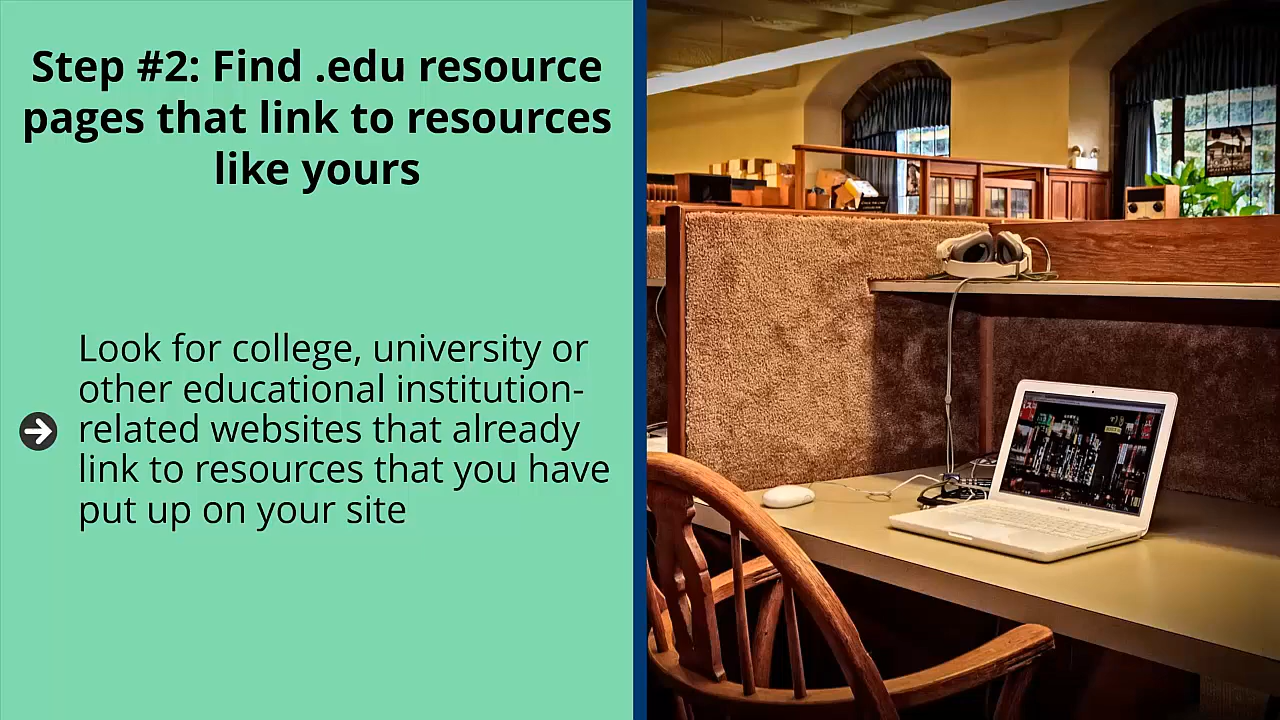 Step #2: Find .edu resource
pages that link to resources
like yours
Look for college, university or
other educational institution-
related websites that already
link to resources that you have
put up on your site